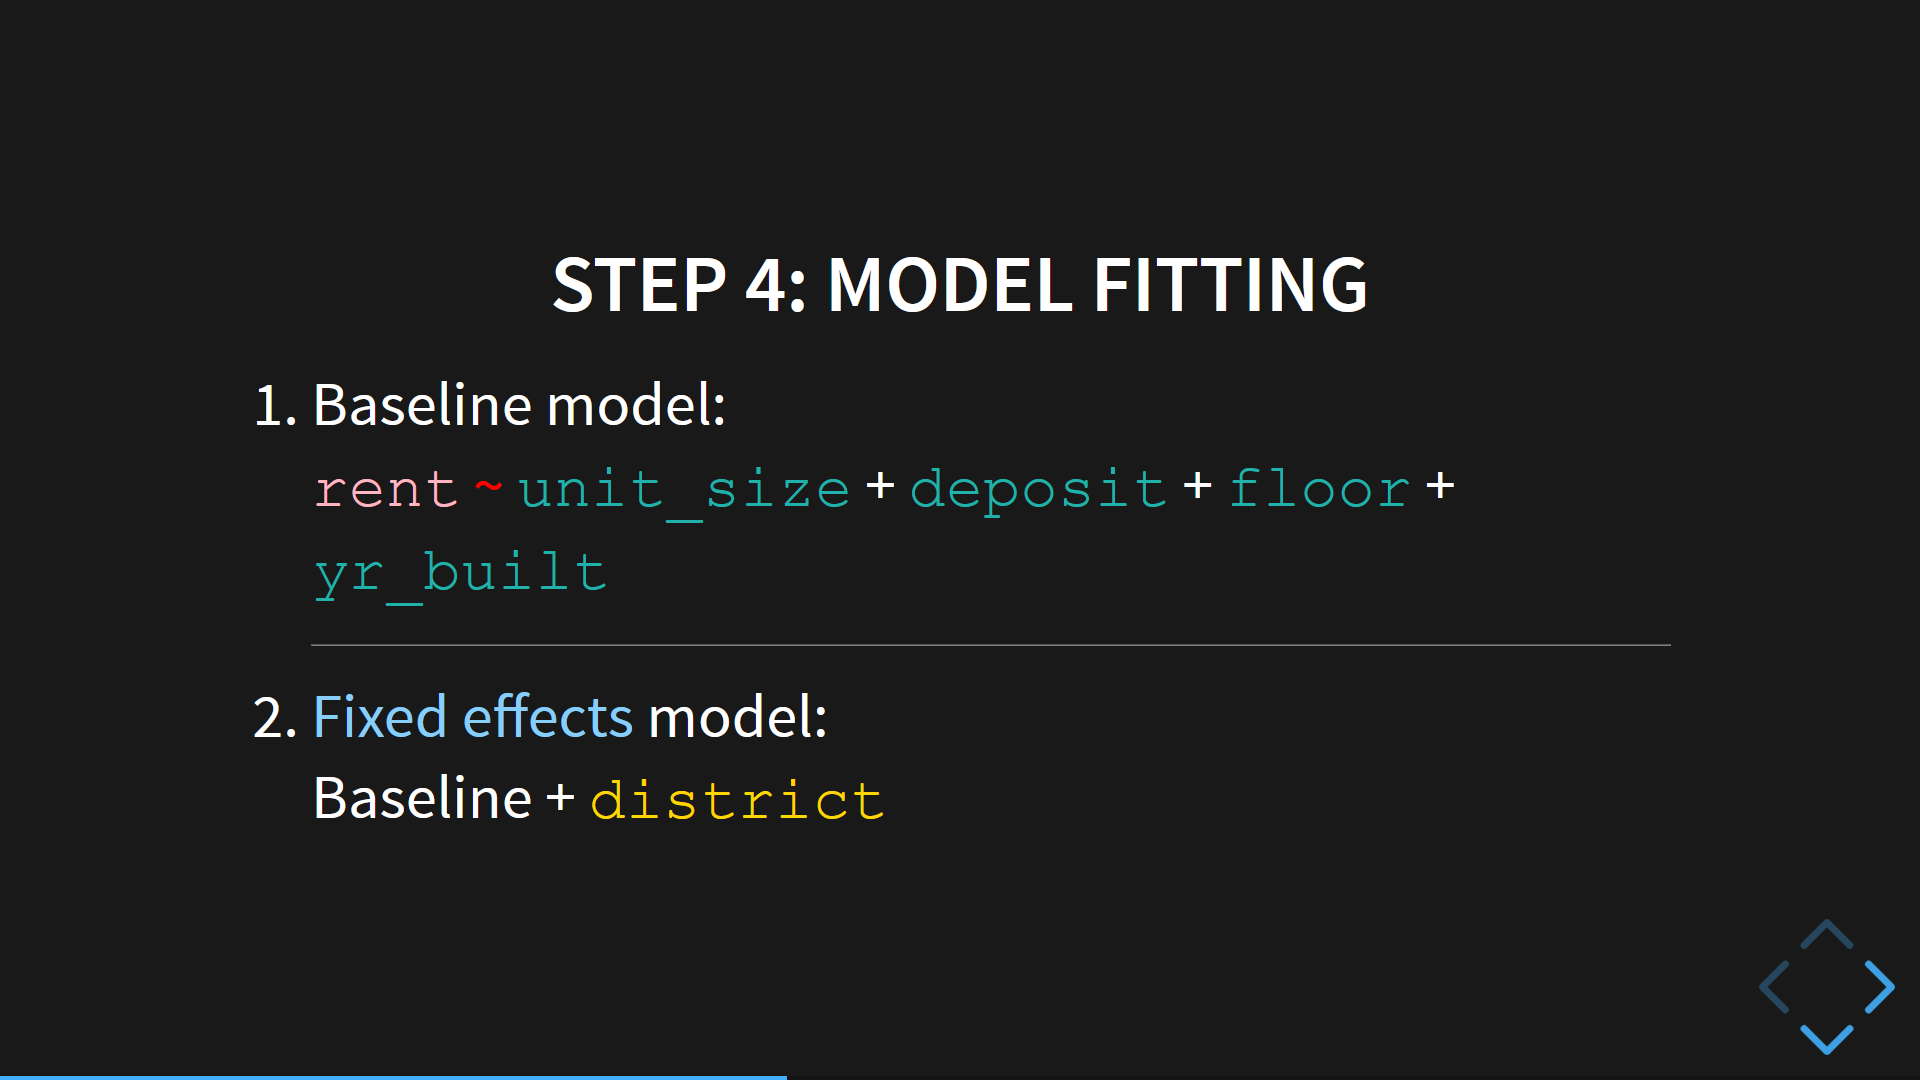 STEP 4: MODEL FITTING
1. Baseline model:
rent ~ unit_size + deposit + floor +
yr_built
2. Fixed effects model:
Baseline + district